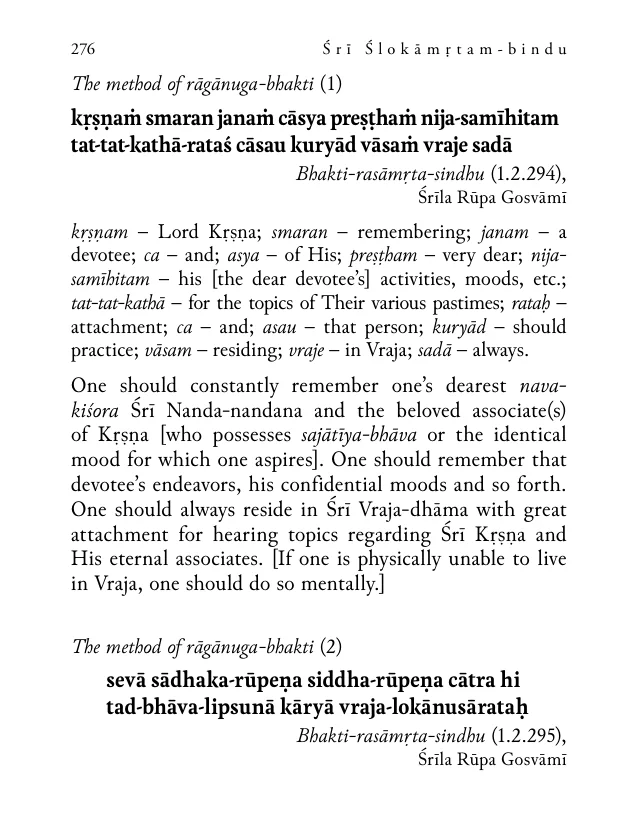 276 Śrī Ślokāmṛtam-bindu
The method of rāgānuga-bhakti (1)
kṛṣṇaṁ smaran janaṁ cāsya preṣṭhaṁ nija-samīhitam
tat-tat-kathā-rataś cāsau kuryād vāsaṁ vraje sadā
Bhakti-rasāmṛta-sindhu (1.2.294),
Śrīla Rūpa Gosvāmī
kṛṣṇam – Lord Kṛṣṇa; smaran – remembering; janam – a
devotee; ca – and; asya – of His; preṣṭham – very dear; nija-
samīhitam – his [the dear devotee’s] activities, moods, etc.;
tat-tat-kathā – for the topics of Their various pastimes; rataḥ –
attachment; ca – and; asau – that person; kuryād – should
practice; vāsam – residing; vraje – in Vraja; sadā – always.
One should constantly remember one’s dearest nava-
kiśora Śrī Nanda-nandana and the beloved associate(s)
of Kṛṣṇa [who possesses sajātīya-bhāva or the identical
mood for which one aspires]. One should remember that
devotee’s endeavors, his confidential moods and so forth.
One should always reside in Śrī Vraja-dhāma with great
attachment for hearing topics regarding Śrī Kṛṣṇa and
His eternal associates. [If one is physically unable to live
in Vraja, one should do so mentally.]
The method of rāgānuga-bhakti (2)
sevā sādhaka-rūpeṇa siddha-rūpeṇa cātra hi
tad-bhāva-lipsunā kāryā vraja-lokānusārataḥ
Bhakti-rasāmṛta-sindhu (1.2.295),
Śrīla Rūpa Gosvāmī